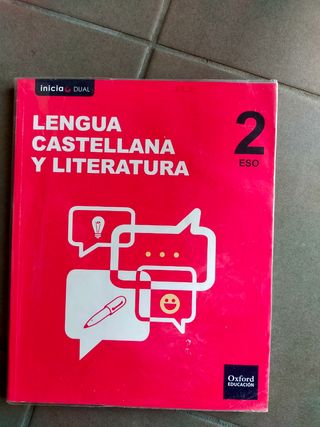 inicia DUAL
LENGUA
CASTELLANA
Y LITERATURA
2
ESO
Oxford
EDUCACIÓN